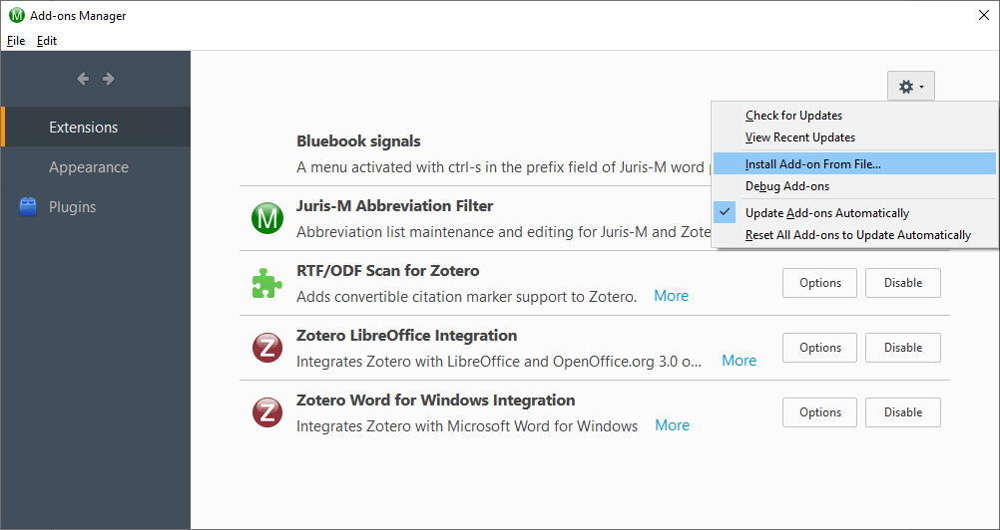 Add-ons Manager
File Edit
Extensions
Appearance
Plugins
Check for Updates
View Recent Updates
Install Add-on From File...
Debug Add-ons
Update Add-ons Automatically
Reset All Add-ons to Update Automatically
Bluebook signals
A menu activated with ctrl-s in the prefix field of Juris-M word
M
Juris-M Abbreviation Filter
Abbreviation list maintenance and editing for Juris-M and
RTF/ODF Scan for Zotero
Adds convertible citation marker support to Zotero. More
Options Disable
Z
Zotero LibreOffice Integration
Integrates Zotero with LibreOffice and OpenOffice.org 3.0 o... More
Options Disable
Z
Zotero Word for Windows Integration
Integrates Zotero with Microsoft Word for Windows More
Options Disable